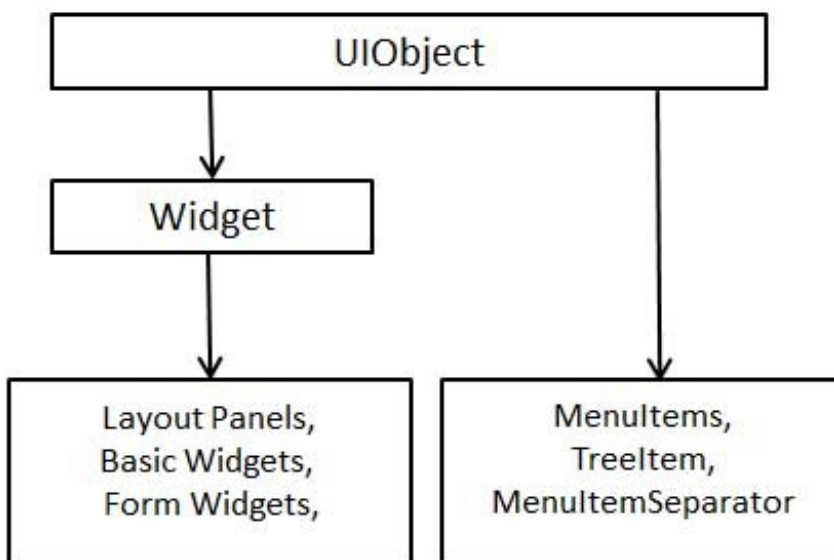 UIObject
Widget
Layout Panels,
Basic Widgets,
Form Widgets,
MenuItems,
TreeItem,
MenuItemSeparator